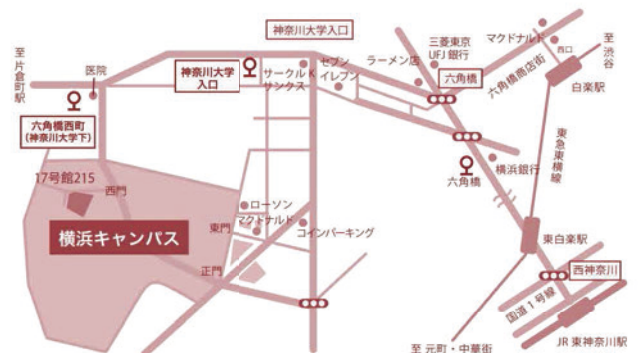 神奈川大学入口
マクドナルド
至
渋
谷
西口
三菱東京
UFJ 銀行
至
片
倉
町
駅
医院
神奈川大学
入口
サークル K
サンクス
セブン
イレブン
ラーメン店
六角橋
六角橋商店街
白楽駅
六角橋西町
(神奈川大学下)
東急東横線
六角橋
横浜銀行
17号館215
西門
横浜キャンパス
ローソン
マクドナルド
東門
コインパーキング
正門
東白楽駅
西神奈川
国道1号線
至 元町・中華街
JR 東神奈川駅